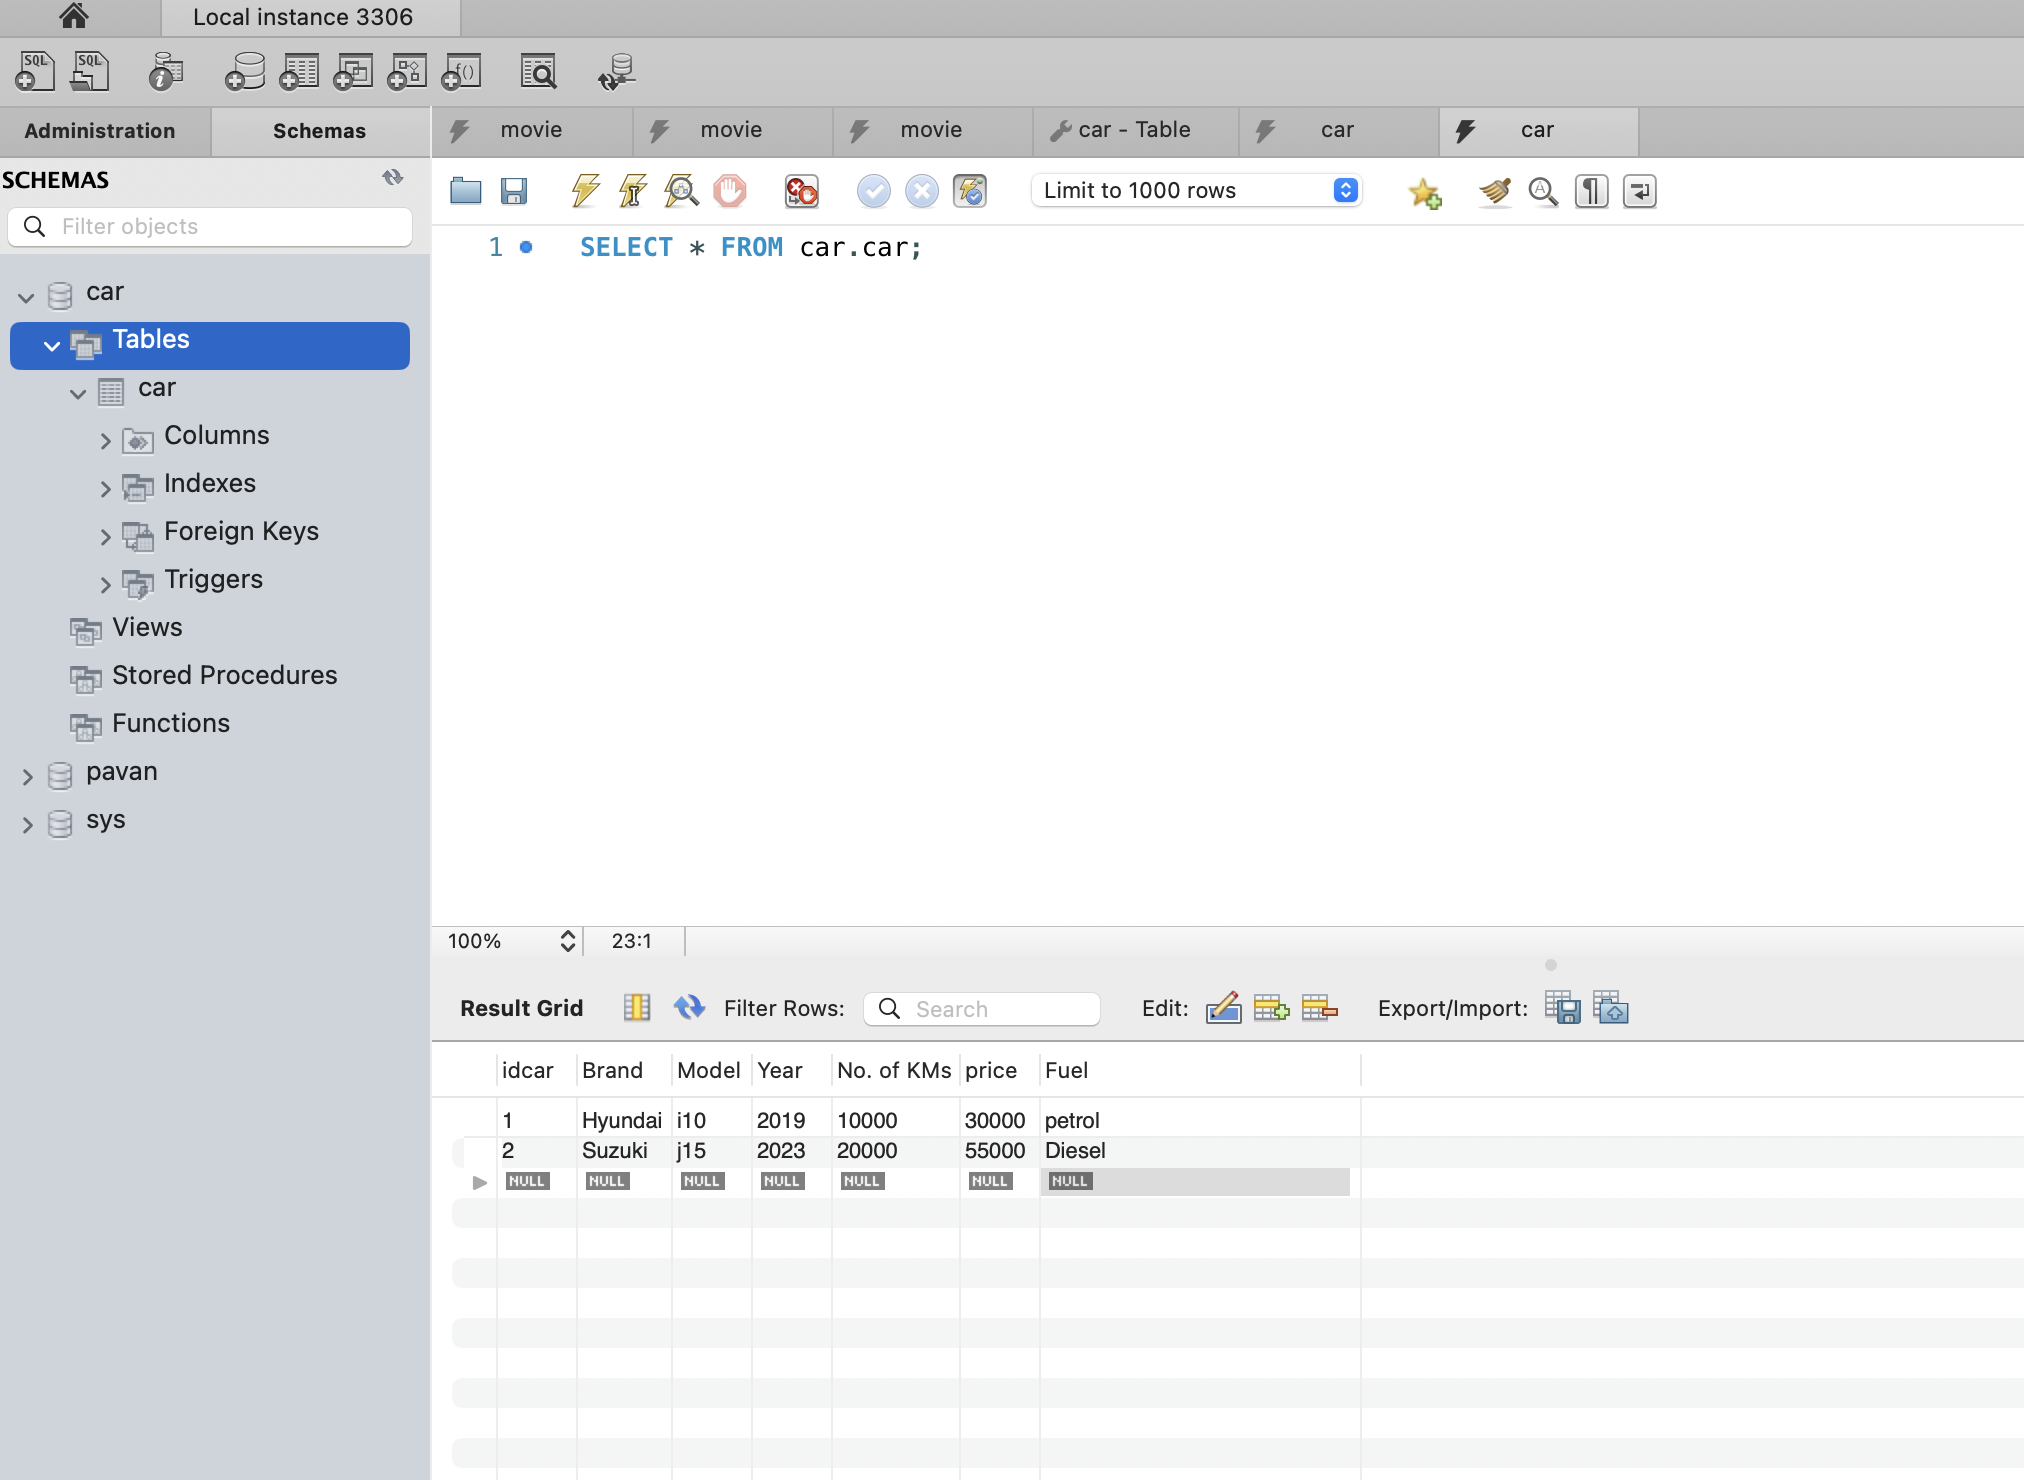 Local instance 3306
SQL SQL
Administration Schemas movie movie movie car - Table car car
SCHEMAS
Filter objects
Limit to 1000 rows
1 SELECT * FROM car.car;
car
Tables
car
Columns
Indexes
Foreign Keys
Triggers
Views
Stored Procedures
Functions
pavan
sys
100% 23:1
Result Grid Filter Rows: Search Edit: Export/Import:
idcar Brand Model Year No. of KMs price Fuel
1 Hyundai i10 2019 10000 30000 petrol
2 Suzuki j15 2023 20000 55000 Diesel
NULL NULL NULL NULL NULL NULL NULL